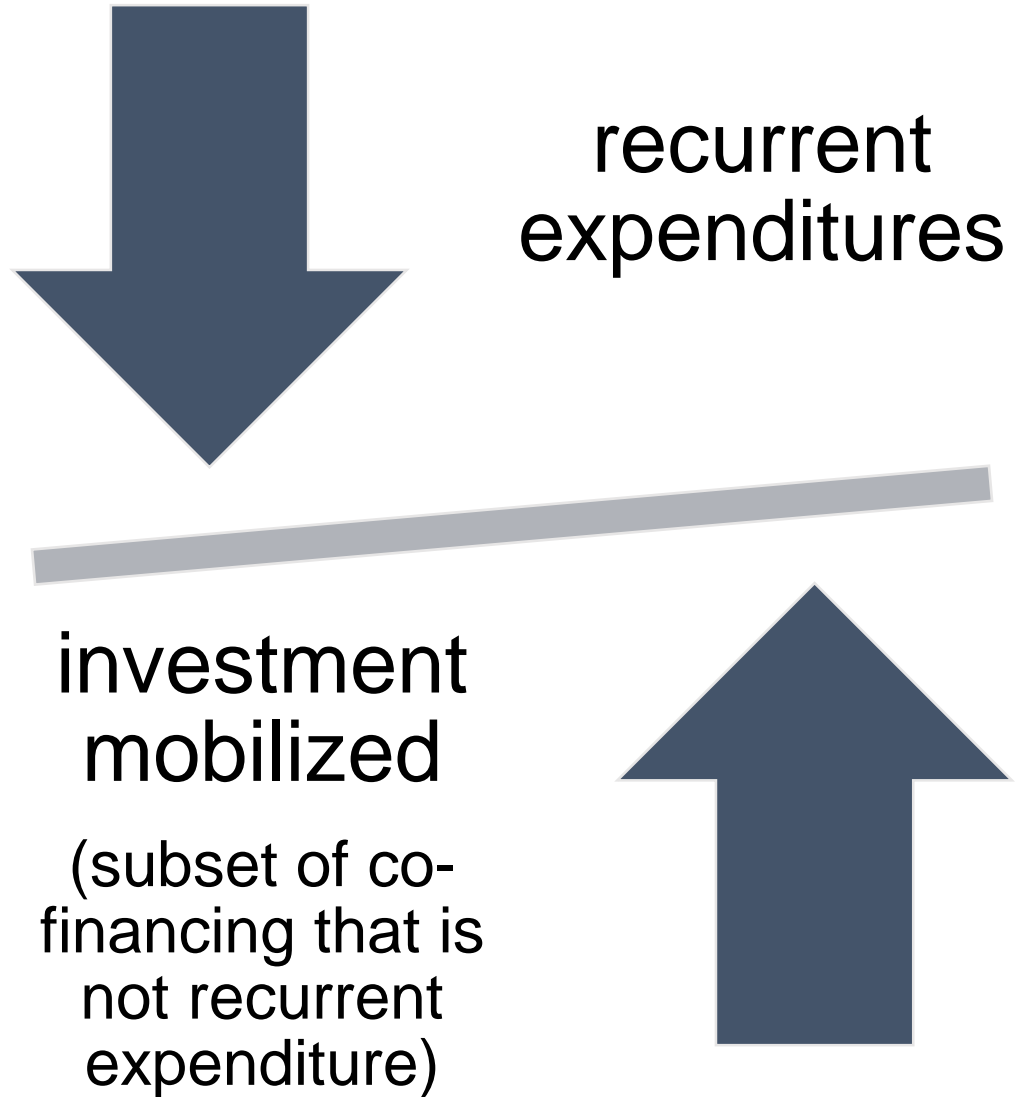 recurrent
expenditures
investment
mobilized
(subset of co-
financing that is
not recurrent
expenditure)